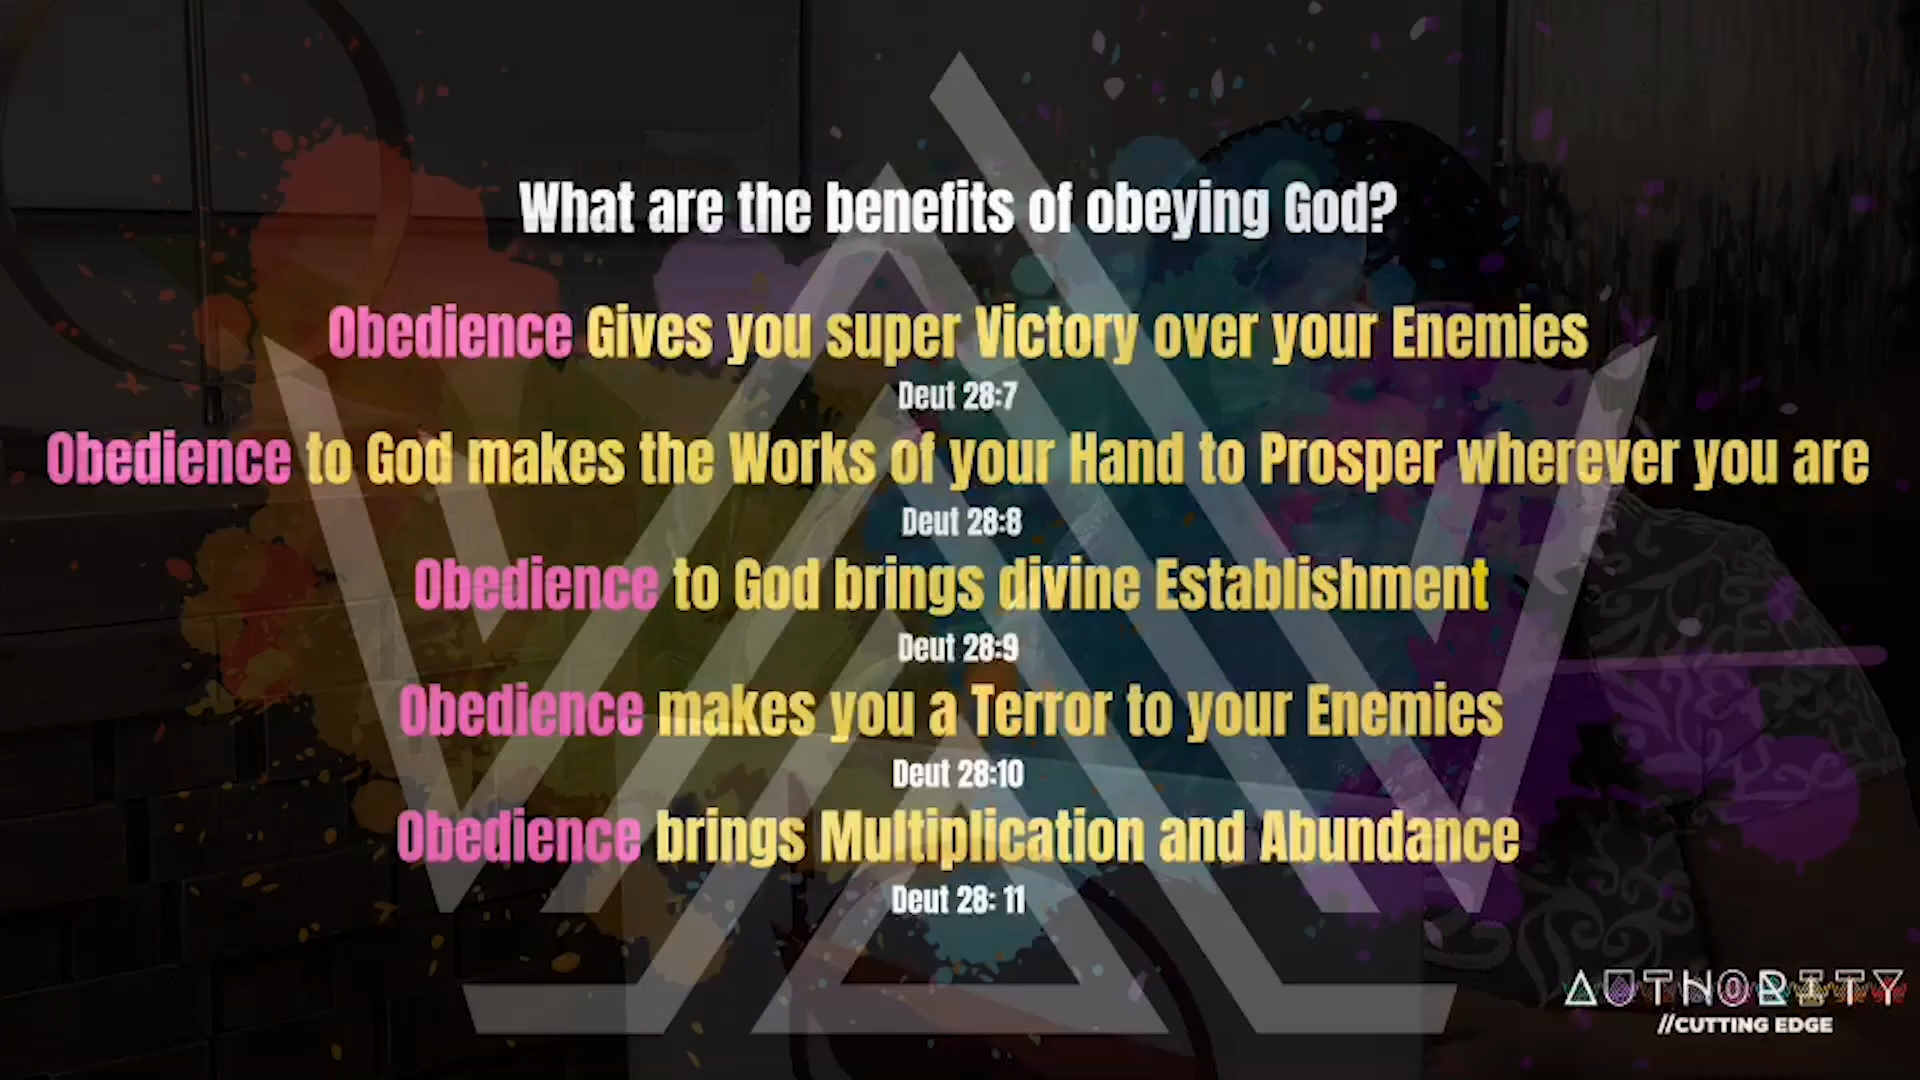 What are the benefits of obeying God?
Obedience Gives you super Victory over your Enemies
Deut 28:7
Obedience to God makes the Works of your Hand to Prosper wherever you are
Deut 28:8
Obedience to God brings divine Establishment
Deut 28:9
Obedience makes you a Terror to your Enemies
Deut 28:10
Obedience brings Multiplication and Abundance
Deut 28: 11
AUTHORITY
//CUTTING EDGE